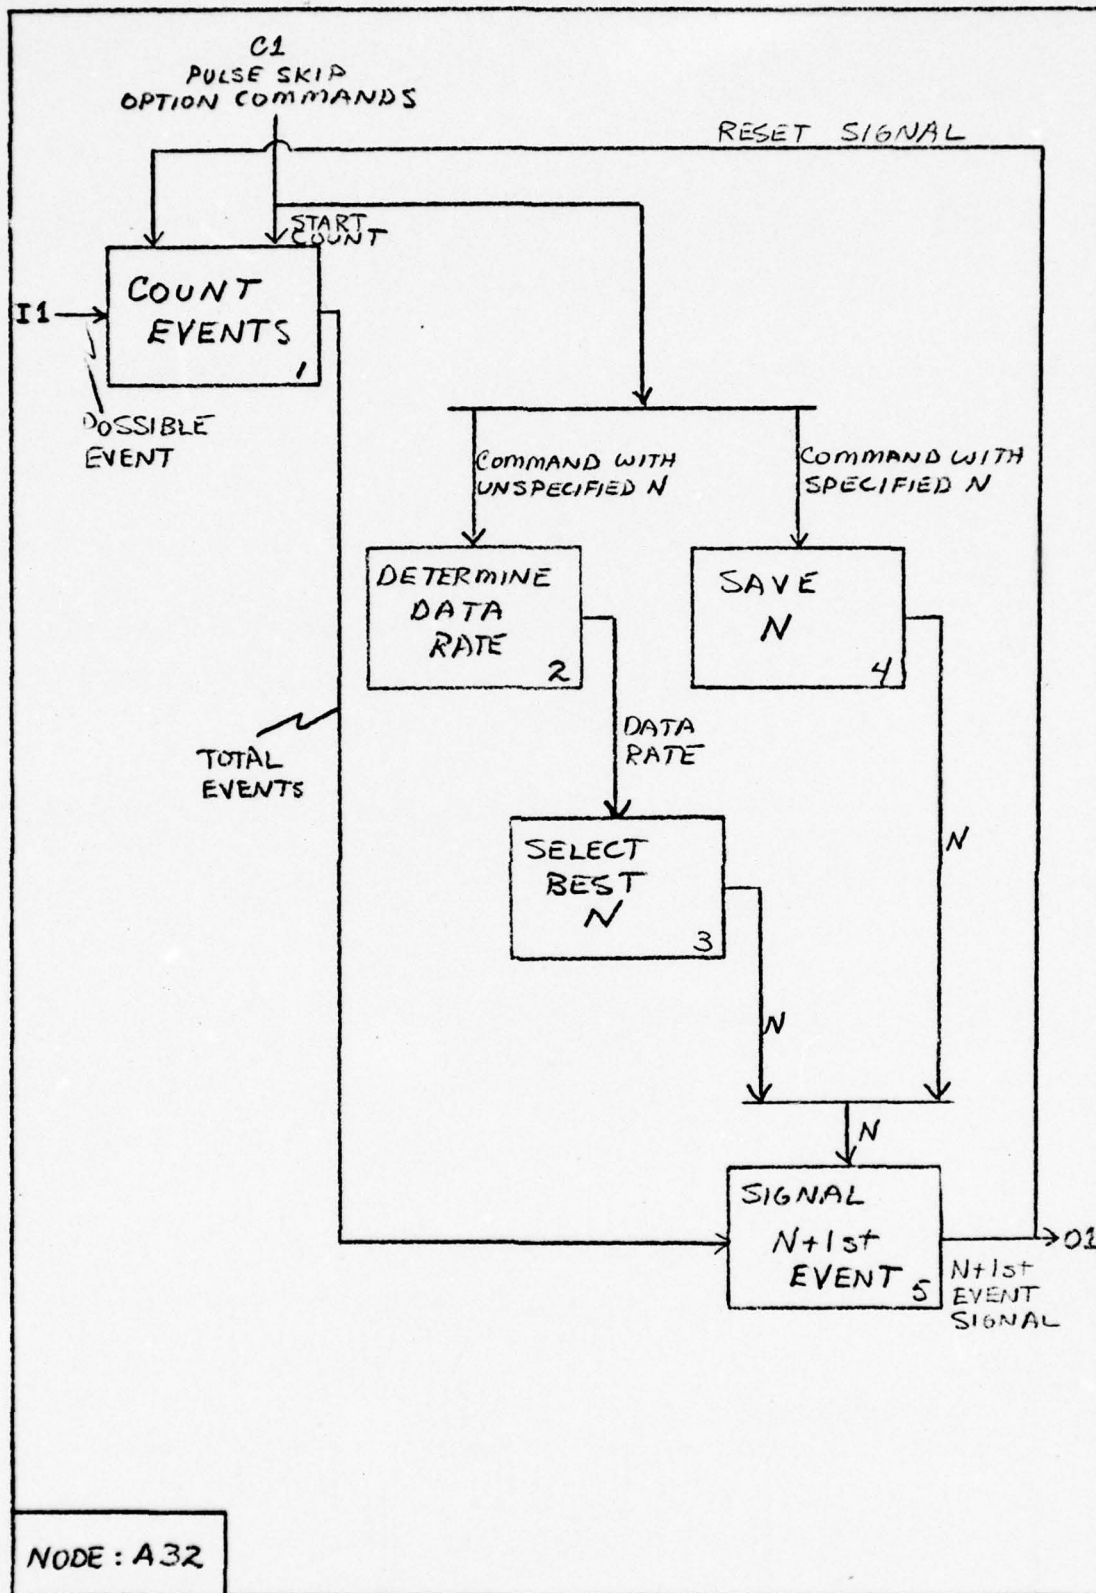 C1
PULSE SKIP
OPTION COMMANDS
RESET SIGNAL
START
COUNT
I1
COUNT
EVENTS
1
POSSIBLE
EVENT
COMMAND WITH
UNSPECIFIED N
COMMAND WITH
SPECIFIED N
DETERMINE
DATA
RATE
2
SAVE
N
4
TOTAL
EVENTS
DATA
RATE
SELECT
BEST
N
3
N
N
N
SIGNAL
N+1st
EVENT
5
O1
N+1st
EVENT
SIGNAL
NODE: A32